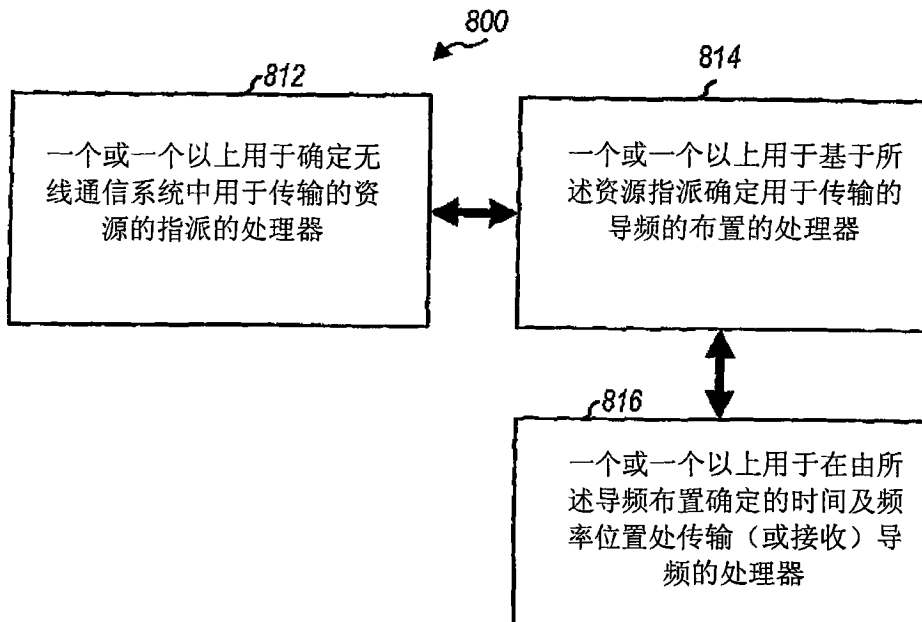 800
812
一个或一个以上用于确定无
线通信系统中用于传输的资
源的指派的处理器
814
一个或一个以上用于基于所
述资源指派确定用于传输的
导频的布置的处理器
816
一个或一个以上用于在由所
述导频布置确定的时间及频
率位置处传输（或接收）导
频的处理器